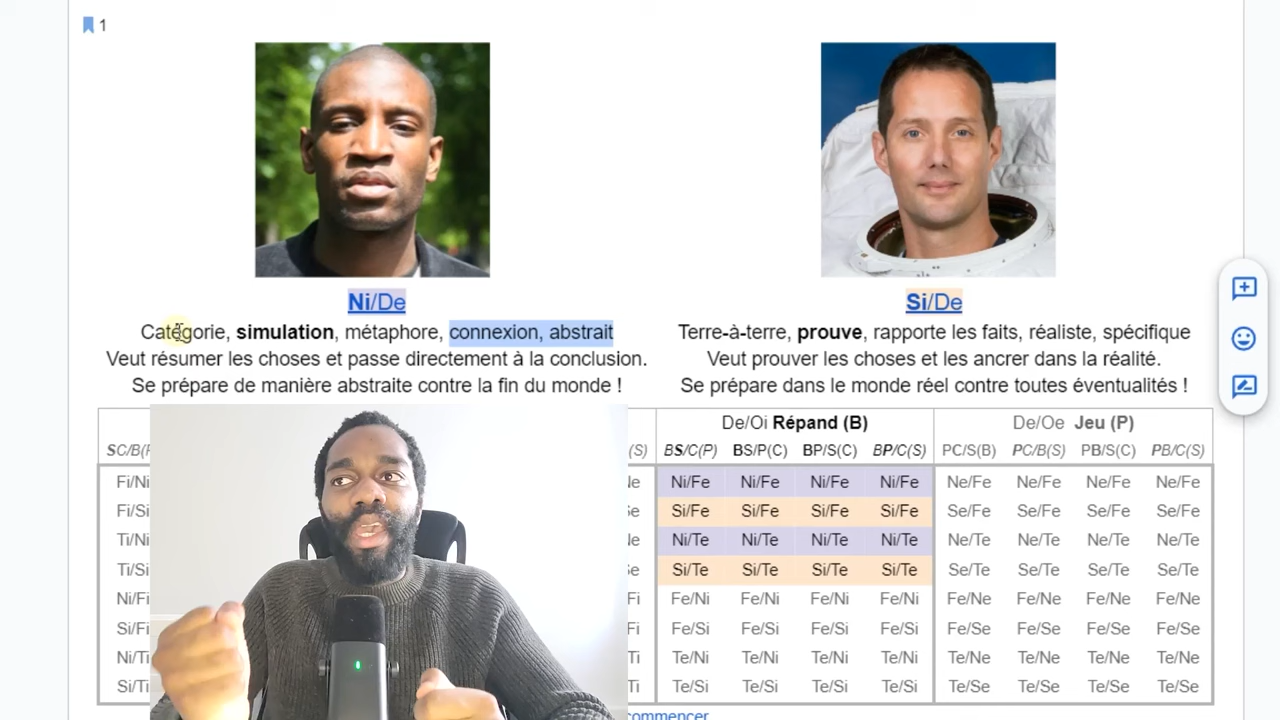 1
Ni/De
Si/De
Catégorie, simulation, métaphore, connexion, abstrait
Terre-à-terre, prouve, rapporte les faits, réaliste, spécifique
Veut résumer les choses et passe directement à la conclusion.
Veut prouver les choses et les ancrer dans la réalité.
Se prépare de manière abstraite contre la fin du monde !
Se prépare dans le monde réel contre toutes éventualités !
De/Oi Répand (B) De/Oe Jeu (P)
SC/B(P (S) BS/C(P) BS/P(C) BP/S(C) BP/C(S) PC/S(B) PC/B(S) PB/S(C) PB/C(S)
Fi/Ni Ne Ni/Fe Ni/Fe Ni/Fe Ni/Fe Ne/Fe Ne/Fe Ne/Fe Ne/Fe
Fi/Si Se Si/Fe Si/Fe Si/Fe Si/Fe Se/Fe Se/Fe Se/Fe Se/Fe
Ti/Ni Ne Ni/Te Ni/Te Ni/Te Ni/Te Ne/Te Ne/Te Ne/Te Ne/Te
Ti/Si Se Si/Te Si/Te Si/Te Si/Te Se/Te Se/Te Se/Te Se/Te
Ni/Fi Fi Fe/Ni Fe/Ni Fe/Ni Fe/Ni Fe/Ne Fe/Ne Fe/Ne Fe/Ne
Si/Fi Fi Fe/Si Fe/Si Fe/Si Fe/Si Fe/Se Fe/Se Fe/Se Fe/Se
Ni/Ti Ti Te/Ni Te/Ni Te/Ni Te/Ni Te/Ne Te/Ne Te/Ne Te/Ne
Si/Ti Ti Te/Si Te/Si Te/Si Te/Si Te/Se Te/Se Te/Se Te/Se
commencer